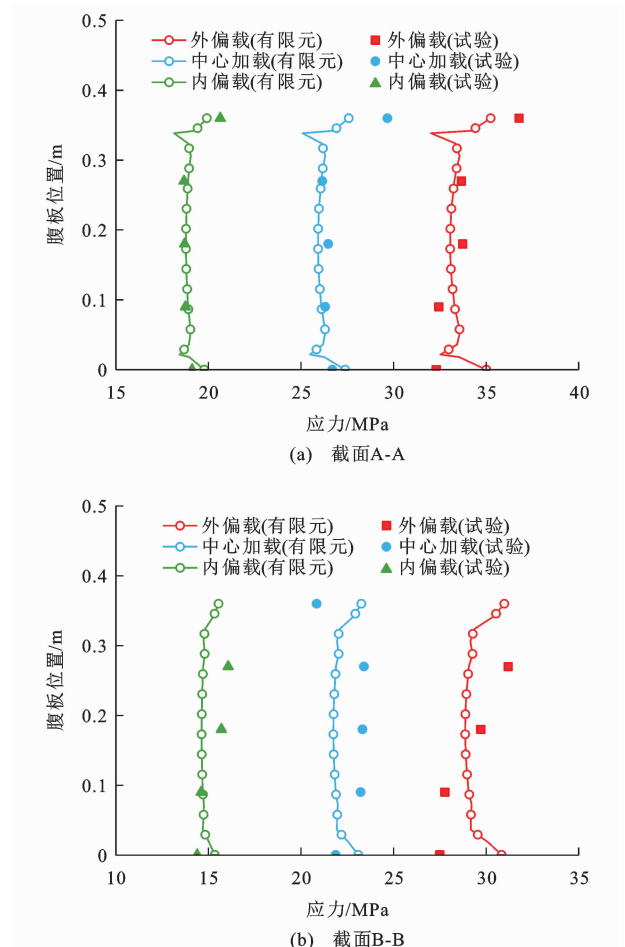 0.5
外偏载(有限元) 外偏载(试验)
中心加载(有限元) 中心加载(试验)
0.4
内偏载(有限元) 内偏载(试验)
0.3
腹板位置/m
0.2
0.1
0
15 20 25 30 35 40
应力/MPa
(a) 截面A-A
0.5
外偏载(有限元) 外偏载(试验)
中心加载(有限元) 中心加载(试验)
0.4
内偏载(有限元) 内偏载(试验)
0.3
腹板位置/m
0.2
0.1
0
10 15 20 25 30 35
应力/MPa
(b) 截面B-B